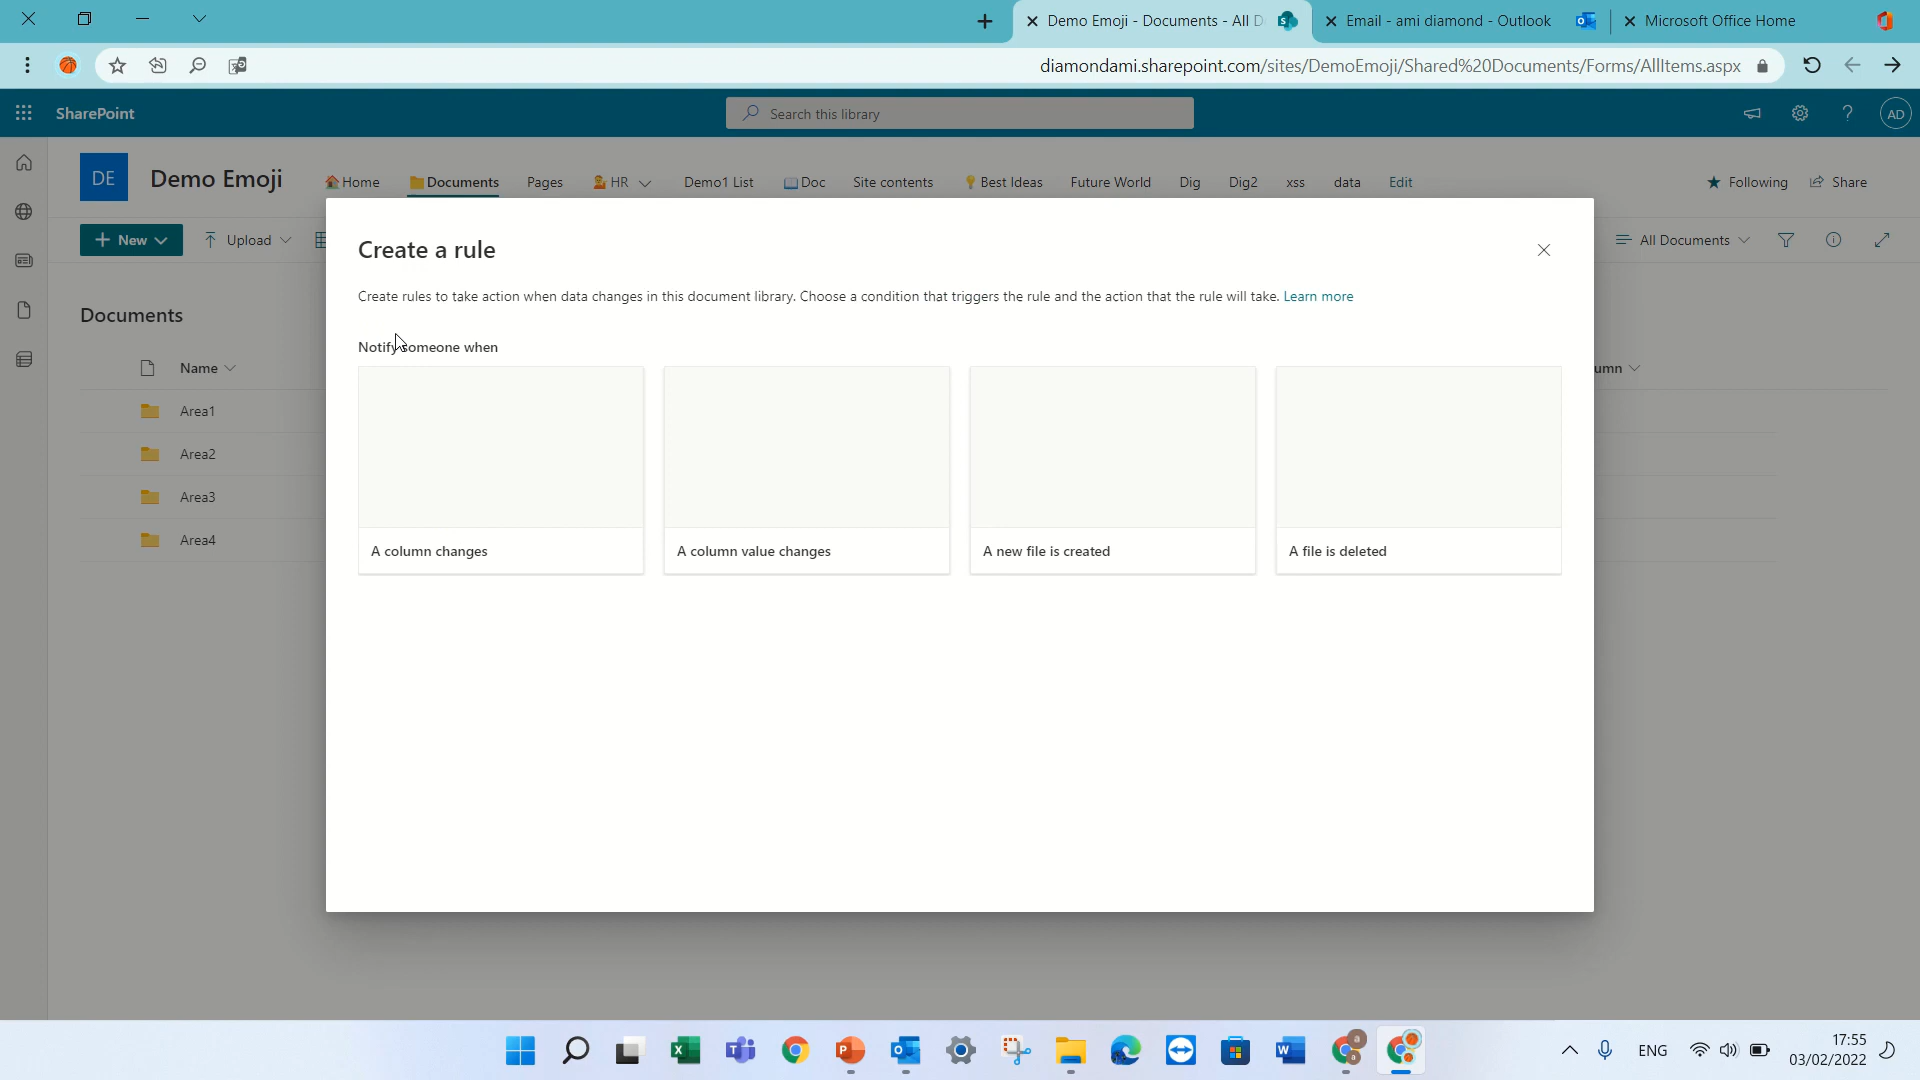 Demo Emoji - Documents - All D
Email - ami diamond - Outlook
Microsoft Office Home
diamondami.sharepoint.com/sites/DemoEmoji/Shared%20Documents/Forms/AllItems.aspx
SharePoint
Search this library
AD
DE
Demo Emoji
Home
Documents
Pages
HR
Demo1 List
Doc
Site contents
Best Ideas
Future World
Dig
Dig2
xss
data
Edit
Following
Share
New
Upload
All Documents
Create a rule
Create rules to take action when data changes in this document library. Choose a condition that triggers the rule and the action that the rule will take. Learn more
Documents
Notify someone when
Name
umn
Area1
Area2
Area3
Area4
A column changes
A column value changes
A new file is created
A file is deleted
ENG
17:55
03/02/2022